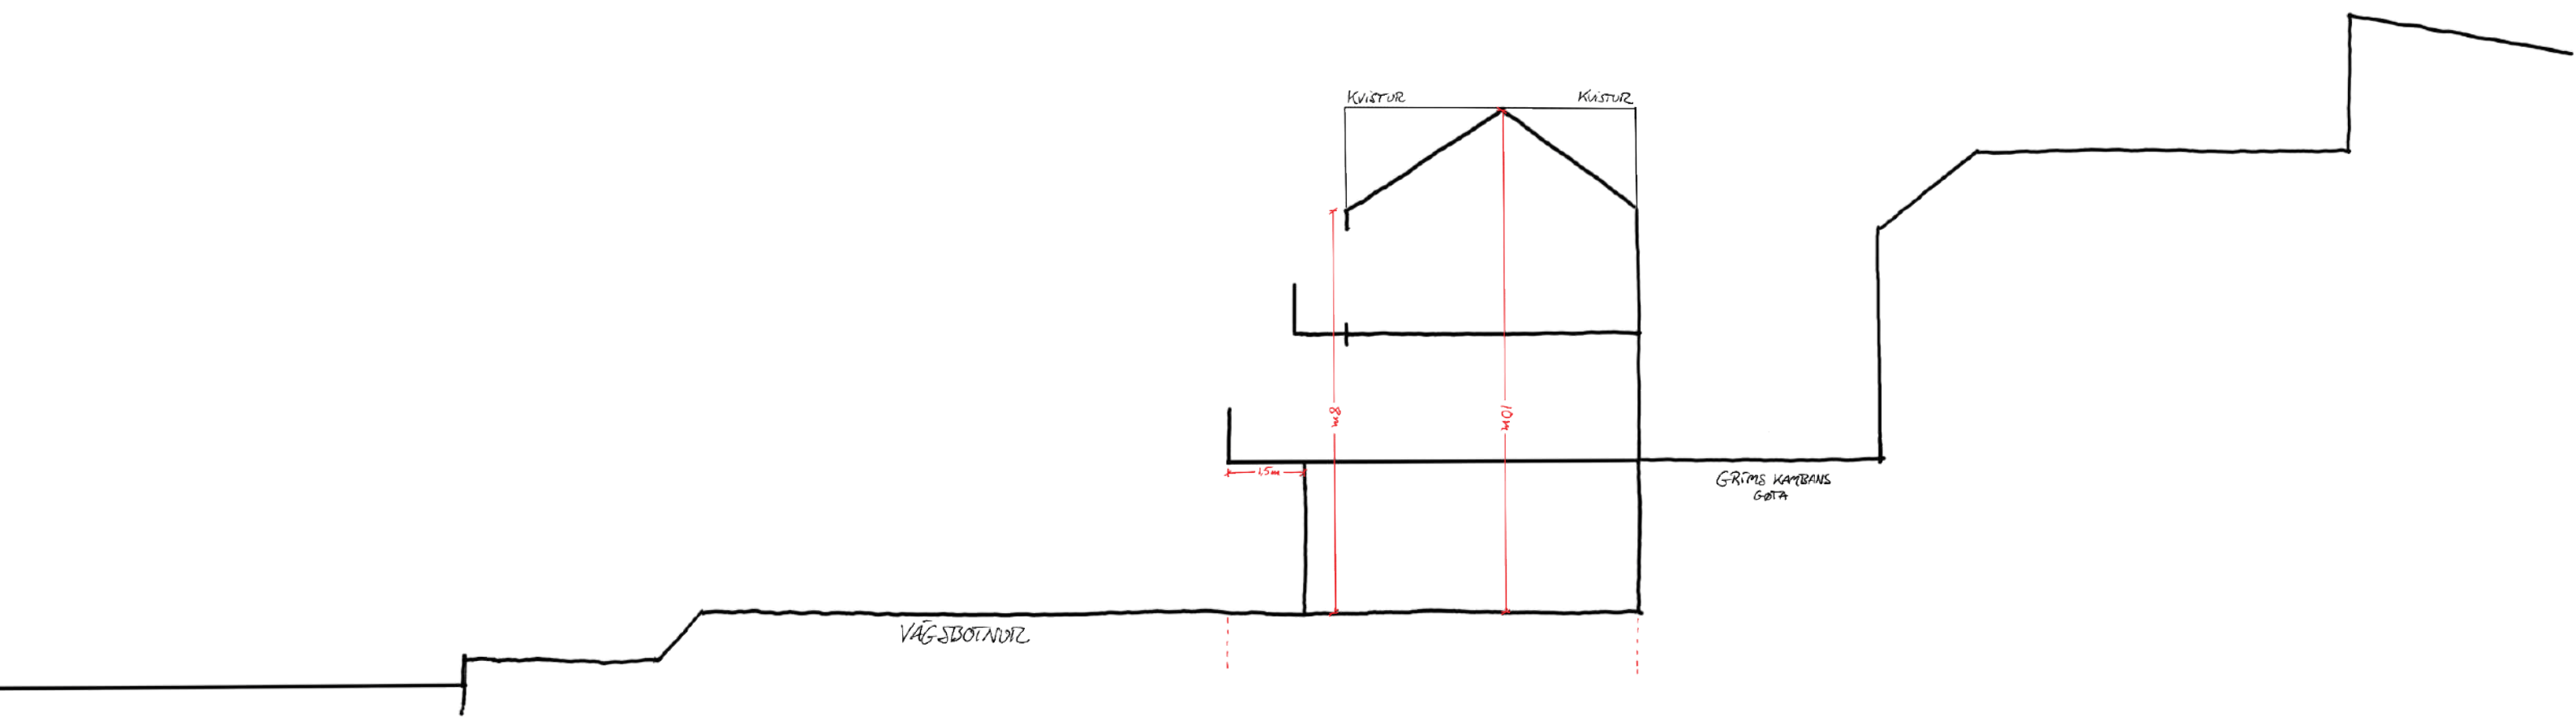 KVISTUR
KVISTUR
8m
10m
1,5m
GRÍMS KAMBANS
GØTA
VÁGSBOTNUR